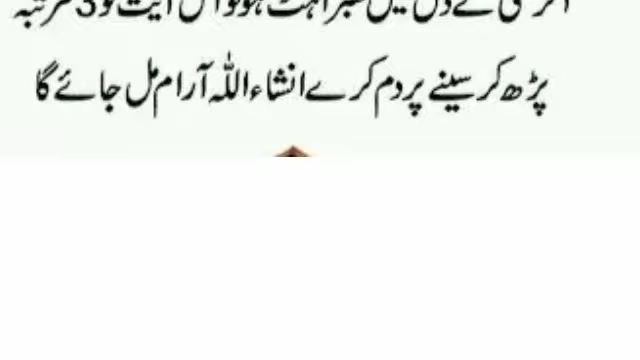 اگر کسی کے دل میں گھبراہٹ ہو تو اس آیت کو 3 مرتبہ
پڑھ کر سینے پر دم کرے انشاء اللہ آرام مل جائے گا